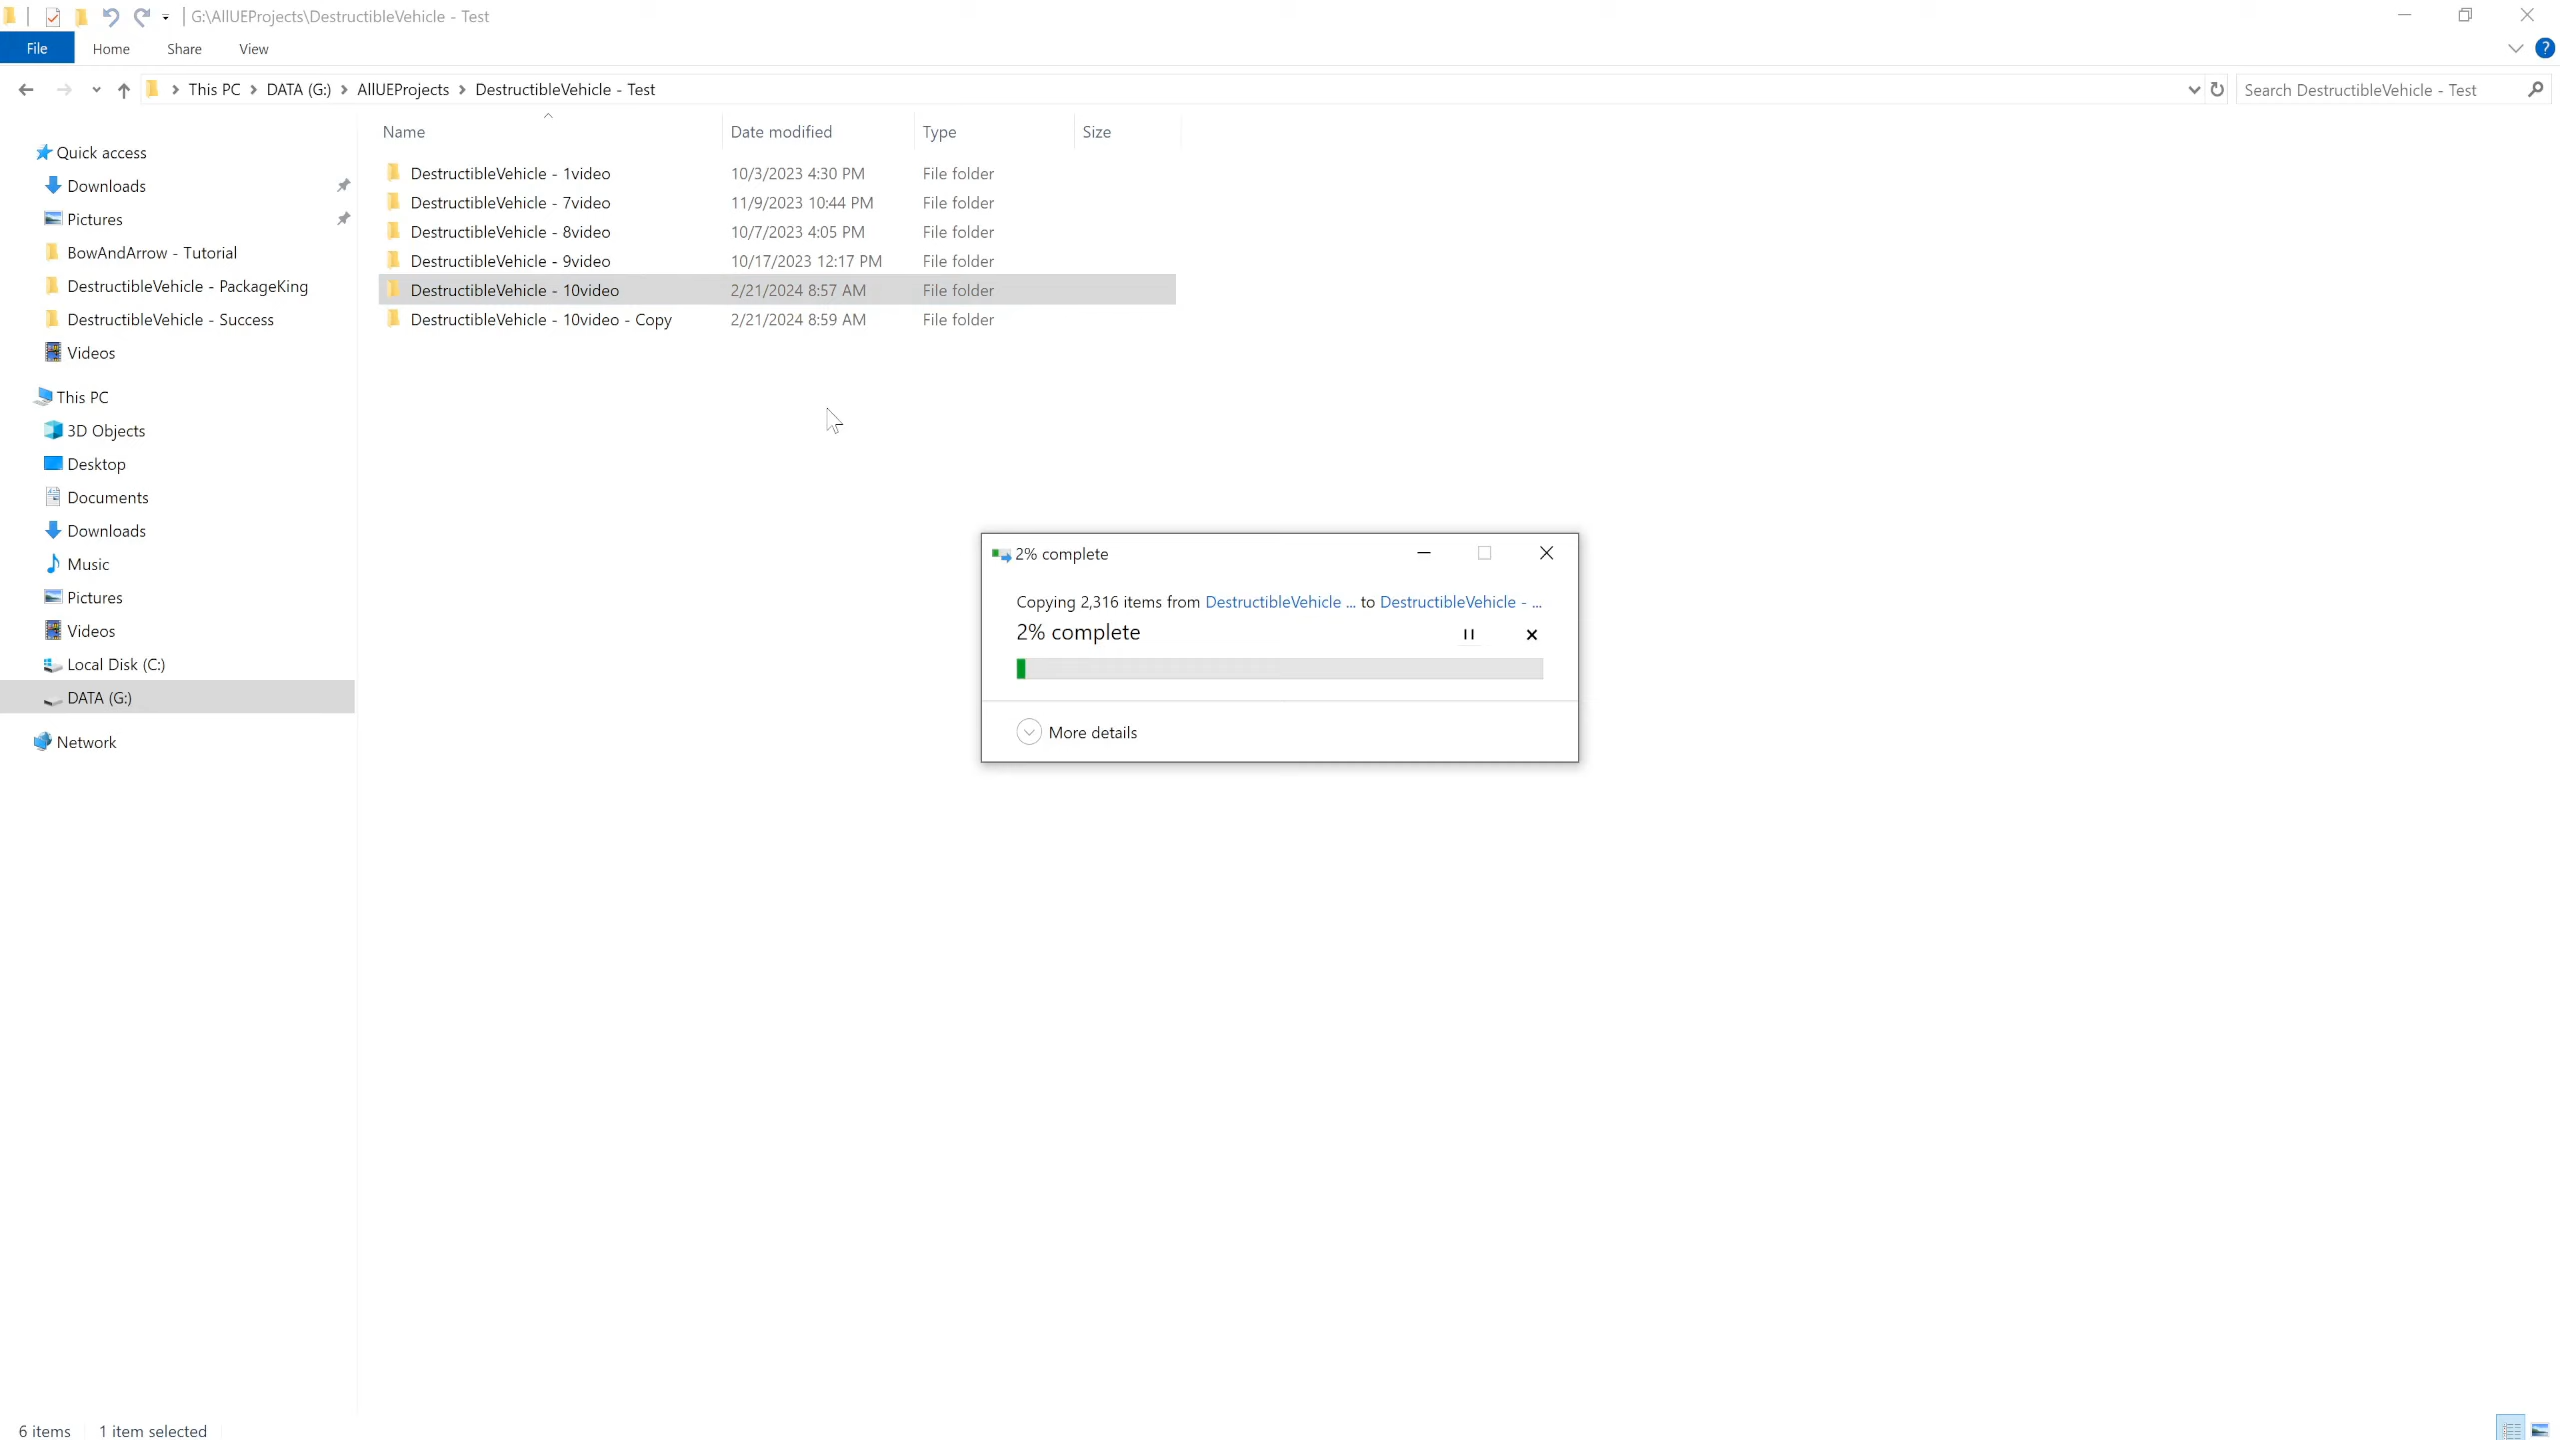 G:\AllUEProjects\DestructibleVehicle - Test
File Home Share View
This PC DATA (G:) AllUEProjects DestructibleVehicle - Test
Search DestructibleVehicle - Test
Name Date modified Type Size
Quick access
Downloads
Pictures
BowAndArrow - Tutorial
DestructibleVehicle - PackageKing
DestructibleVehicle - Success
Videos
This PC
3D Objects
Desktop
Documents
Downloads
Music
Pictures
Videos
Local Disk (C:)
DATA (G:)
Network
DestructibleVehicle - 1video 10/3/2023 4:30 PM File folder
DestructibleVehicle - 7video 11/9/2023 10:44 PM File folder
DestructibleVehicle - 8video 10/7/2023 4:05 PM File folder
DestructibleVehicle - 9video 10/17/2023 12:17 PM File folder
DestructibleVehicle - 10video 2/21/2024 8:57 AM File folder
DestructibleVehicle - 10video - Copy 2/21/2024 8:59 AM File folder
2% complete
Copying 2,316 items from DestructibleVehicle ... to DestructibleVehicle - ...
2% complete
More details
6 items 1 item selected